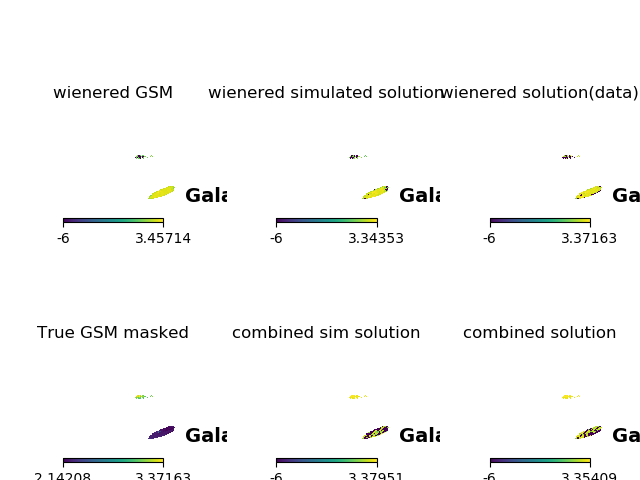 wienered GSM wienered simulated solution wienered solution(data)
Gala Gala Ga
-6 3.45714 -6 3.34353 -6 3.37163
True GSM masked combined sim solution combined solution
Gala Gala Ga
2.14208 3.37163 -6 3.37951 -6 3.35409